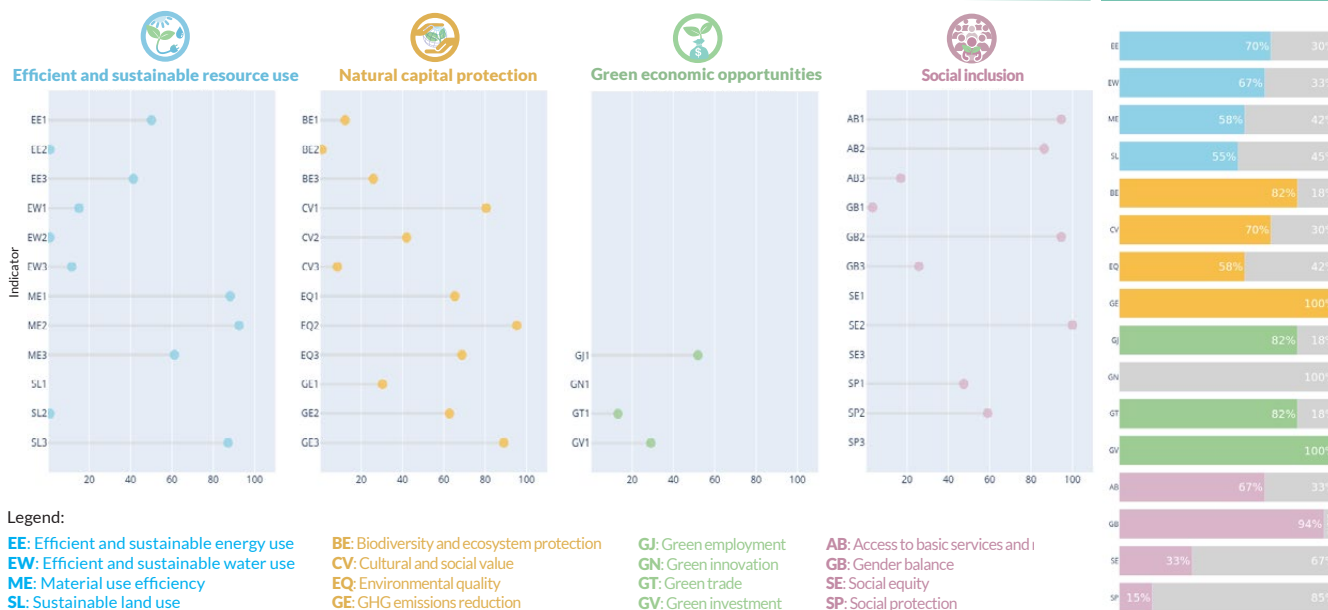 Efficient and sustainable resource use
Natural capital protection
Green economic opportunities
Social inclusion
Indicator
EE1
EE2
EE3
EW1
EW2
EW3
ME1
ME2
ME3
SL1
SL2
SL3
20 40 60 80 100
BE1
BE2
BE3
CV1
CV2
CV3
EQ1
EQ2
EQ3
GE1
GE2
GE3
20 40 60 80 100
GJ1
GN1
GT1
GV1
20 40 60 80 100
AB1
AB2
AB3
GB1
GB2
GB3
SE1
SE2
SE3
SP1
SP2
SP3
20 40 60 80 100
EE 70% 30%
EW 67% 33%
ME 58% 42%
SL 55% 45%
BE 82% 18%
CV 70% 30%
EQ 58% 42%
GE 100%
GJ 82% 18%
GN 100%
GT 82% 18%
GV 100%
AB 67% 33%
GB 94%
SE 33% 67%
SP 15% 85%
Legend:
EE: Efficient and sustainable energy use
EW: Efficient and sustainable water use
ME: Material use efficiency
SL: Sustainable land use
BE: Biodiversity and ecosystem protection
CV: Cultural and social value
EQ: Environmental quality
GE: GHG emissions reduction
GJ: Green employment
GN: Green innovation
GT: Green trade
GV: Green investment
AB: Access to basic services and
GB: Gender balance
SE: Social equity
SP: Social protection